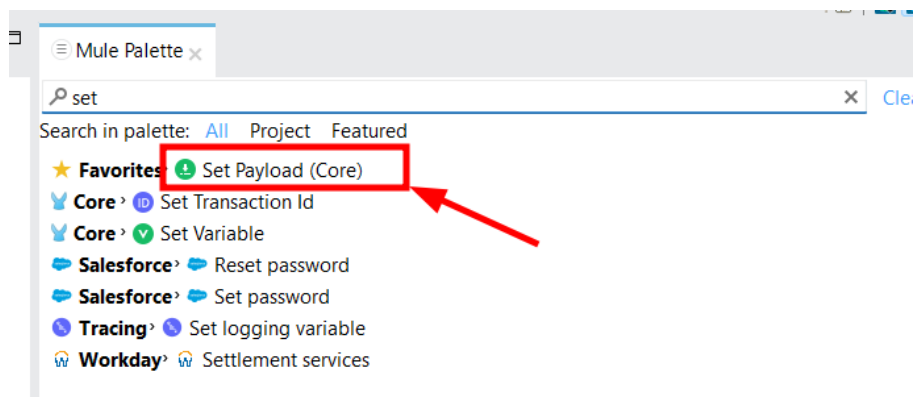 Mule Palette
set
Clea
Search in palette: All Project Featured
Favorites Set Payload (Core)
Core ID Set Transaction Id
Core V Set Variable
Salesforce Reset password
Salesforce Set password
Tracing Set logging variable
Workday Settlement services